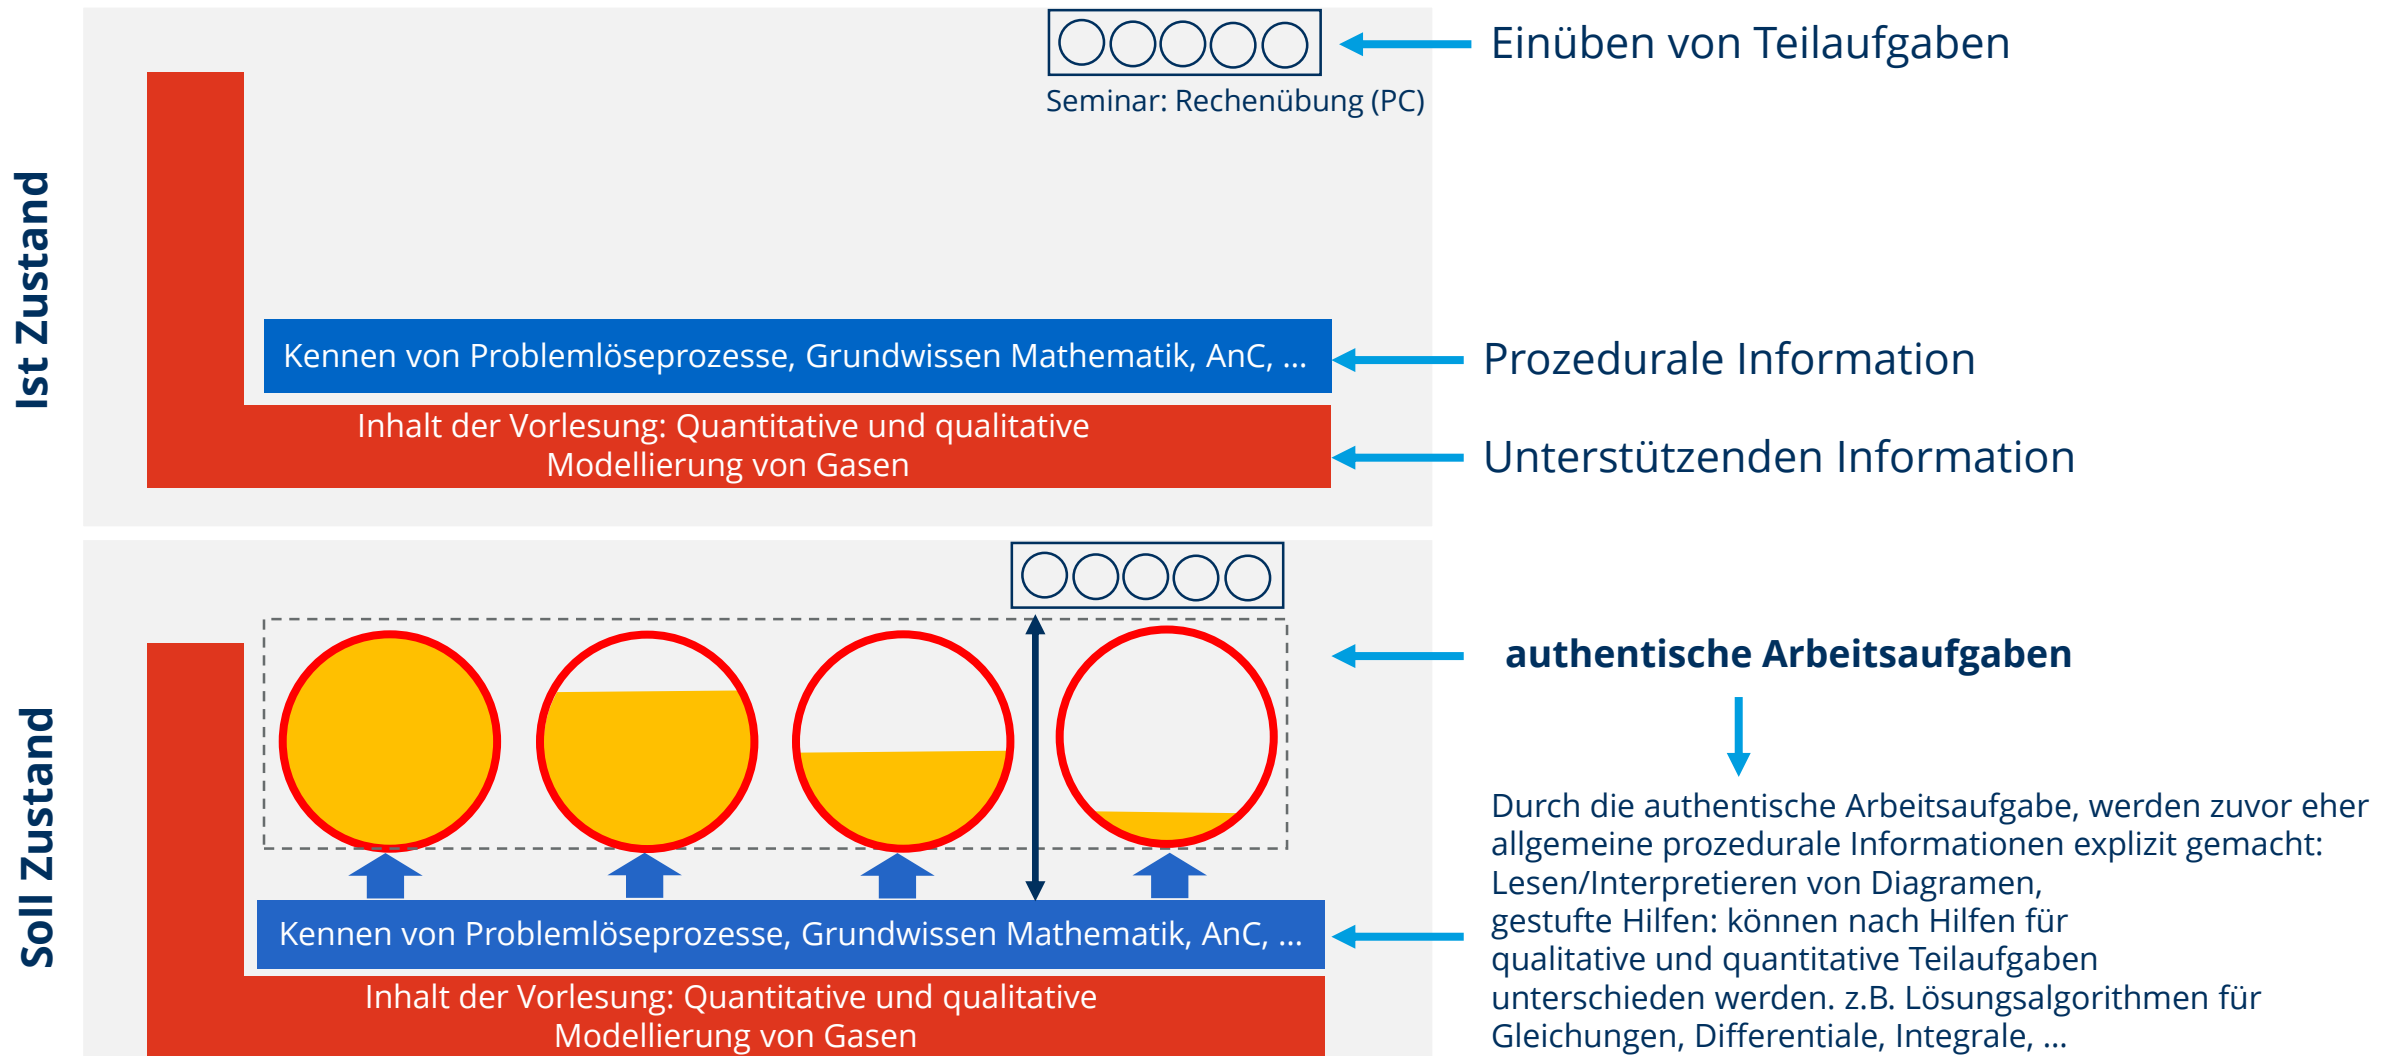 Ist Zustand
Einüben von Teilaufgaben
Seminar: Rechenübung (PC)
Kennen von Problemlöseprozesse, Grundwissen Mathematik, AnC, ...
Prozedurale Information
Inhalt der Vorlesung: Quantitative und qualitative
Modellierung von Gasen
Unterstützenden Information
Soll Zustand
authentische Arbeitsaufgaben
Kennen von Problemlöseprozesse, Grundwissen Mathematik, AnC, ...
Inhalt der Vorlesung: Quantitative und qualitative
Modellierung von Gasen
Durch die authentische Arbeitsaufgabe, werden zuvor eher
allgemeine prozedurale Informationen explizit gemacht:
Lesen/Interpretieren von Diagramen,
gestufte Hilfen: können nach Hilfen für
qualitative und quantitative Teilaufgaben
unterschieden werden. z.B. Lösungsalgorithmen für
Gleichungen, Differentiale, Integrale, ...